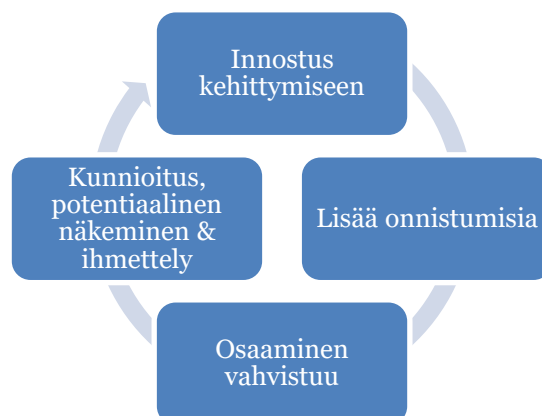 Innostus
kehittymiseen
Lisää onnistumisia
Osaaminen
vahvistuu
Kunnioitus,
potentiaalinen
näkeminen &
ihmettely